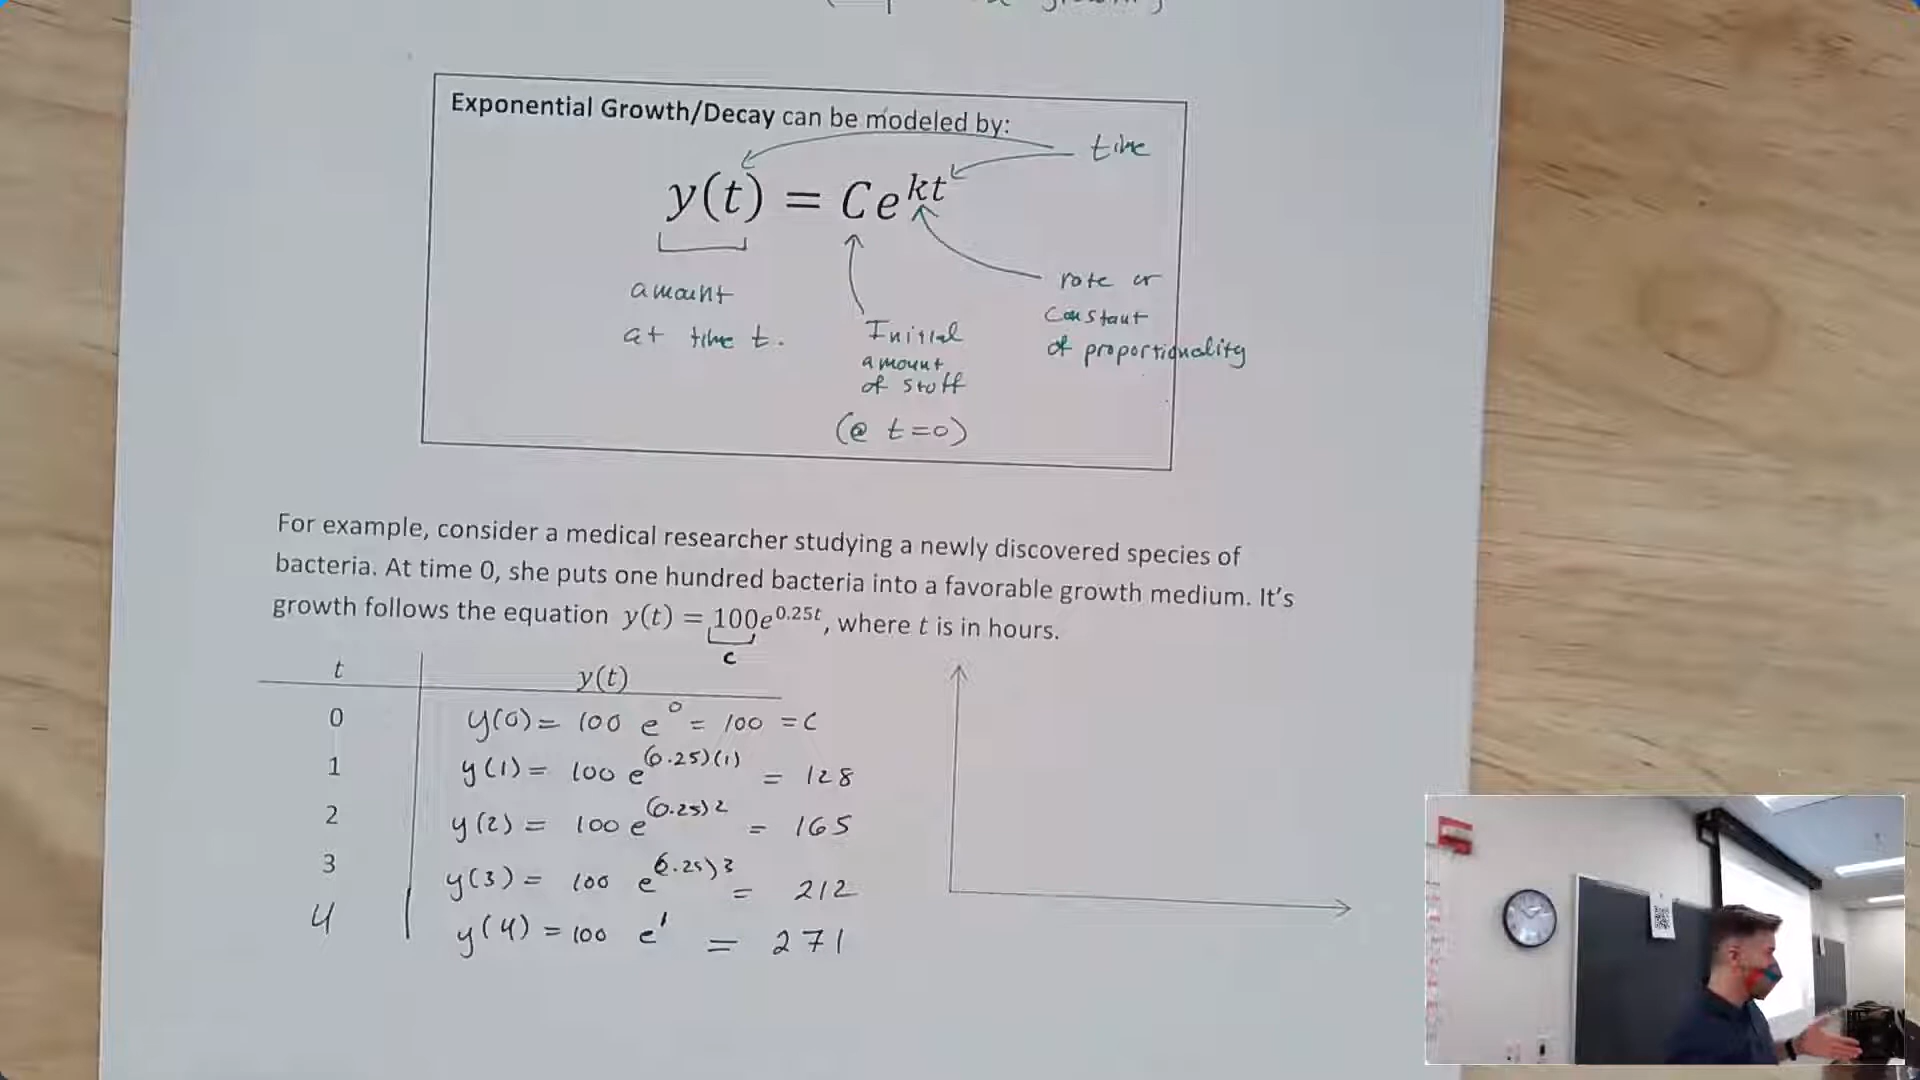 Exponential Growth/Decay can be modeled by:
time
y(t) = Ce^{kt}
amount
at time t.
Initial
amount
of stuff
(@ t=0)
rate or
constant
of proportionality
For example, consider a medical researcher studying a newly discovered species of
bacteria. At time 0, she puts one hundred bacteria into a favorable growth medium. It's
growth follows the equation y(t) = 100e^{0.25t}, where t is in hours.
c
t y(t)
0 y(0) = 100 e^0 = 100 = C
1 y(1) = 100 e^{(0.25)(1)} = 128
2 y(2) = 100 e^{(0.25)2} = 165
3 y(3) = 100 e^{(0.25)3} = 212
4 y(4) = 100 e^1 = 271